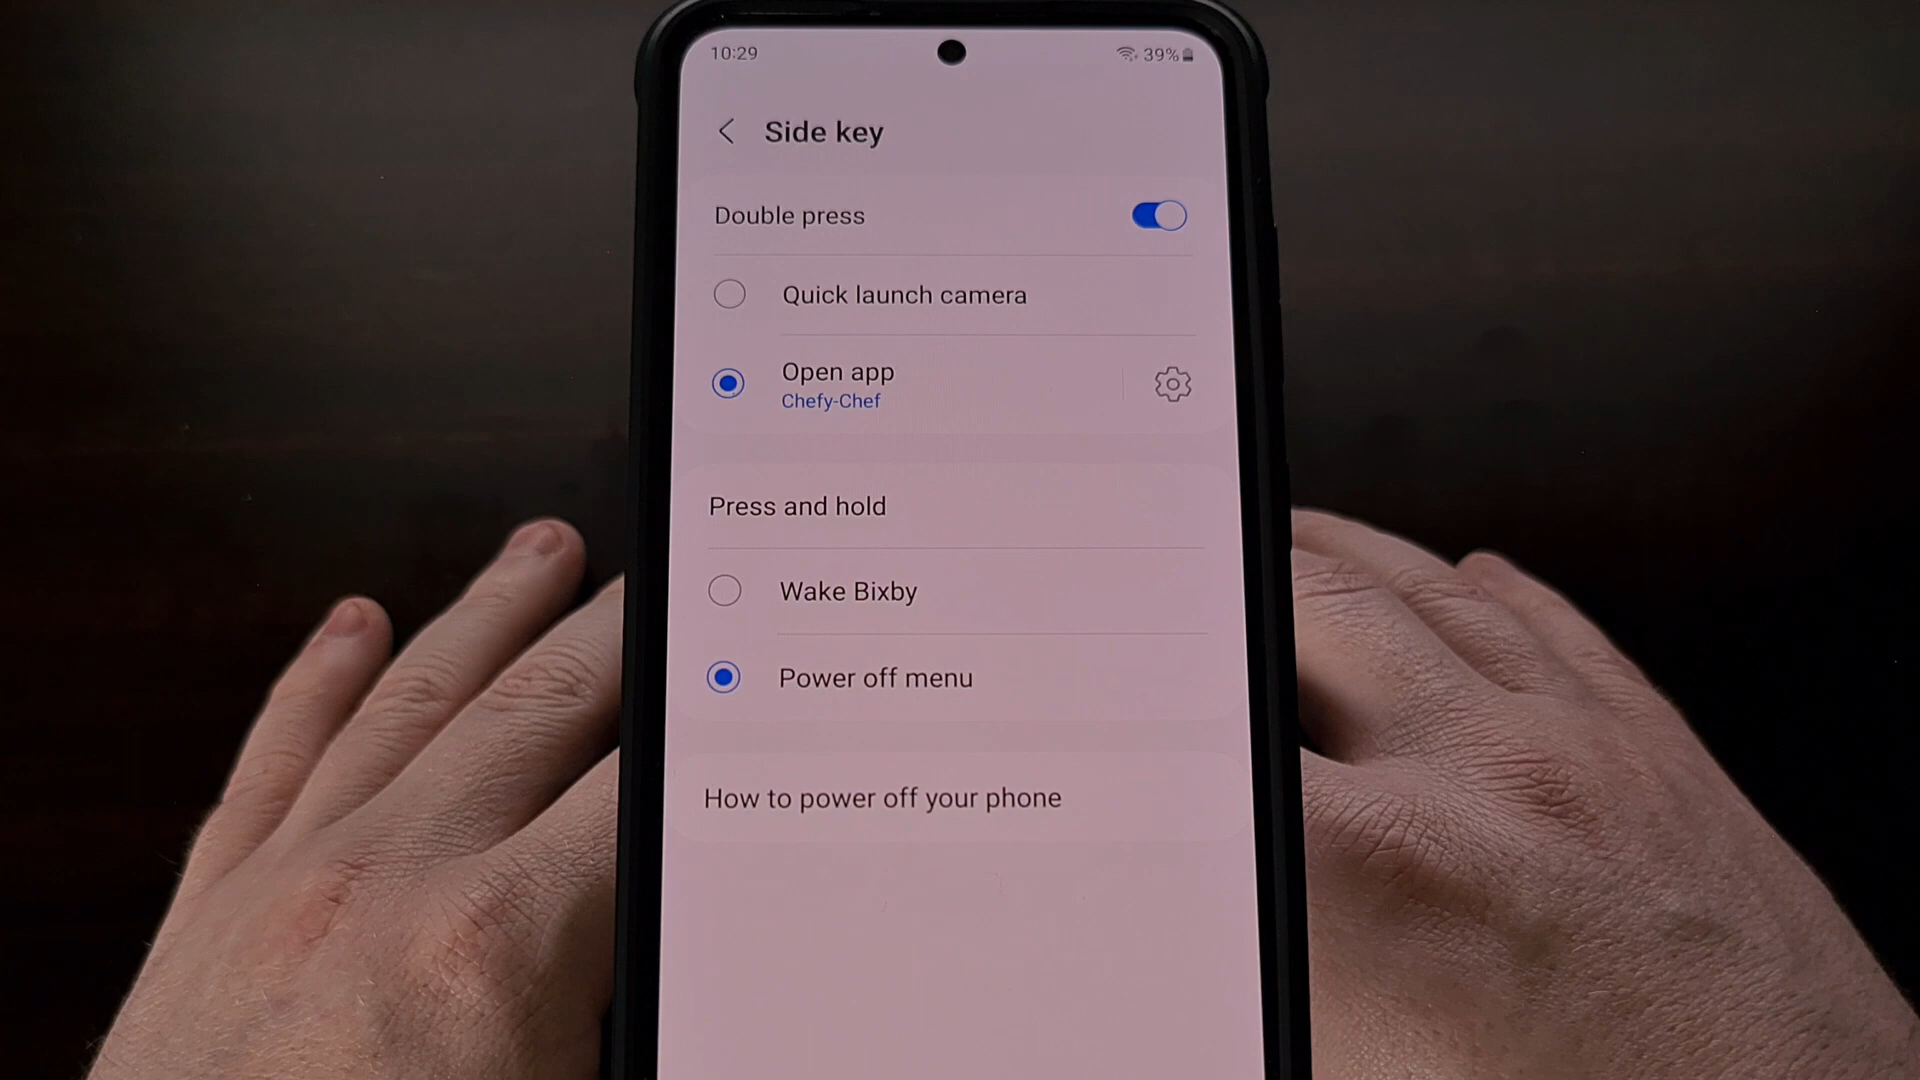 10:29
39%
Side key
Double press
Quick launch camera
Open app
Chefy-Chef
Press and hold
Wake Bixby
Power off menu
How to power off your phone